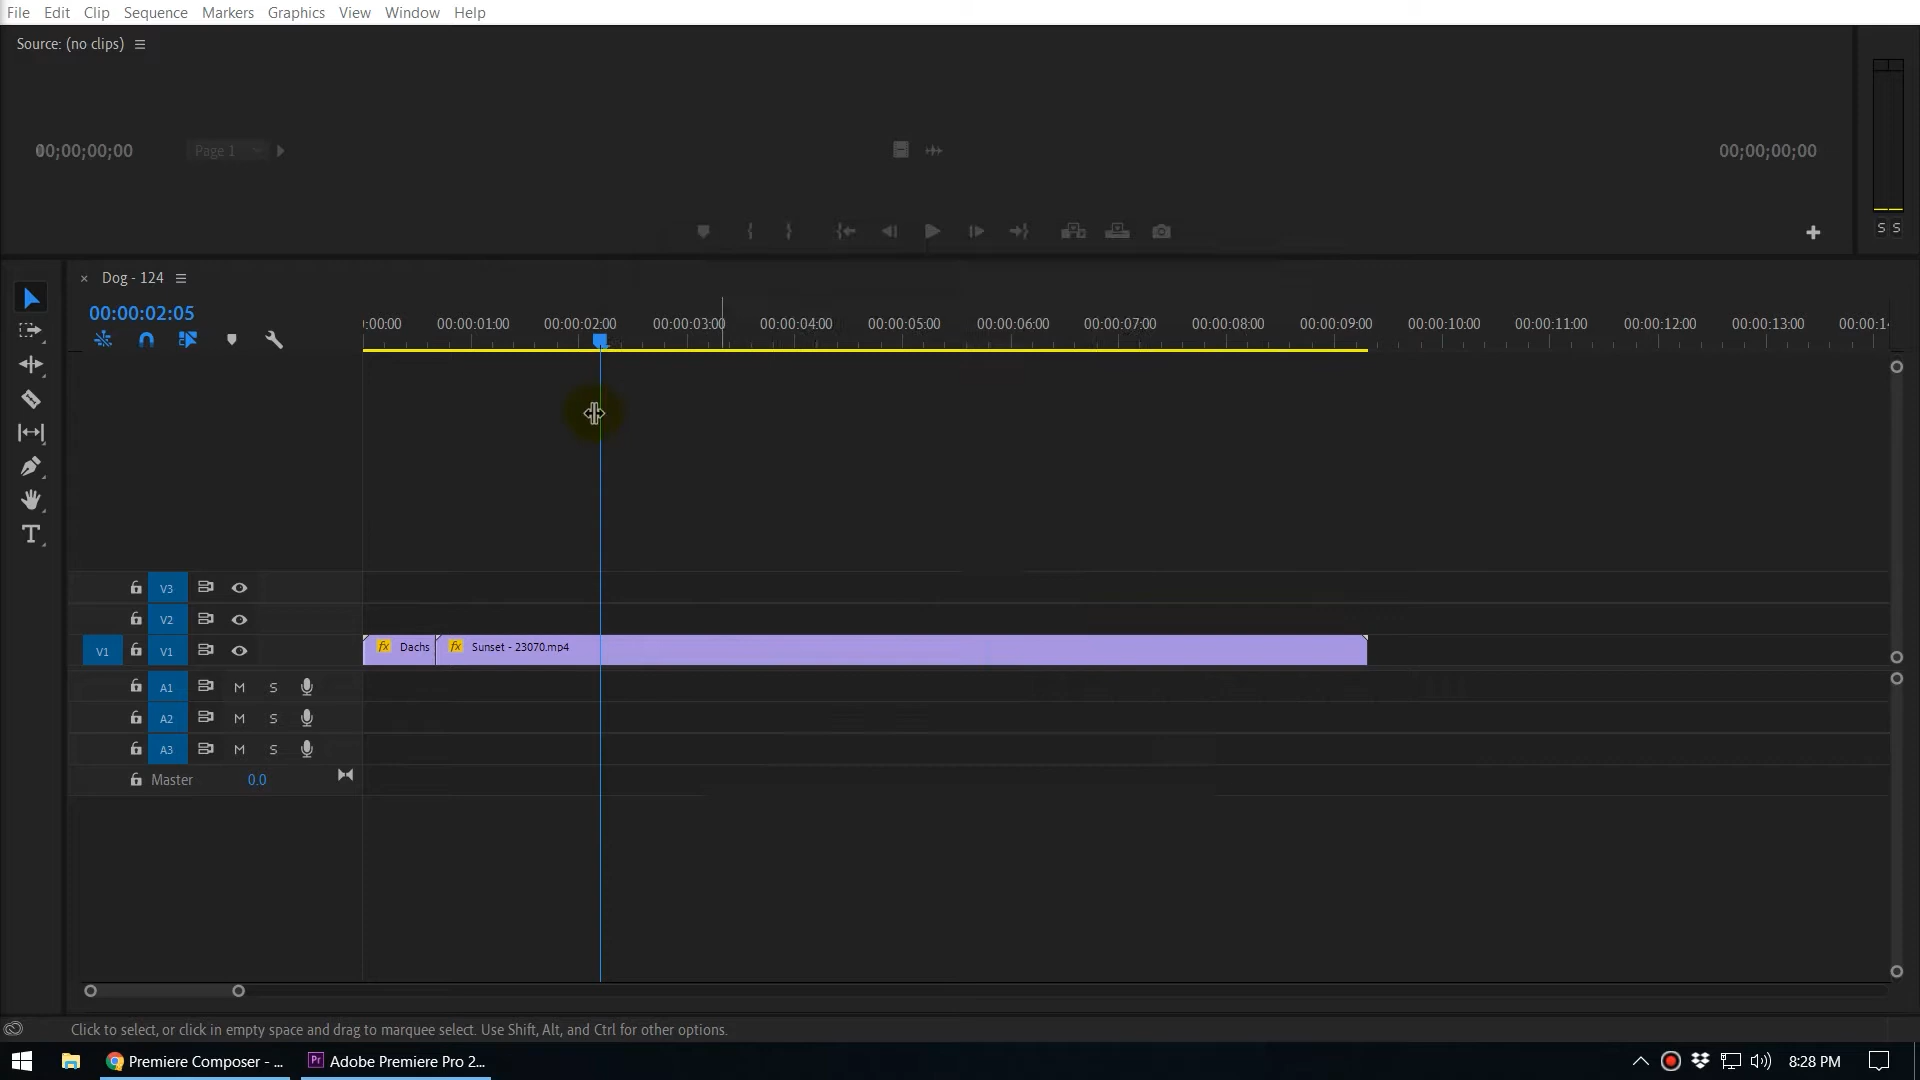 File Edit Clip Sequence Markers Graphics View Window Help
Source: (no clips)
00;00;00;00 Page 1 00;00;00;00
S S
Dog - 124
00:00:02:05
:00:00 00:00:01:00 00:00:02:00 00:00:03:00 00:00:04:00 00:00:05:00 00:00:06:00 00:00:07:00 00:00:08:00 00:00:09:00 00:00:10:00 00:00:11:00 00:00:12:00 00:00:13:00 00:00:1
T
V3
V2
V1 V1 fx Dachs fx Sunset - 23070.mp4
A1 M S
A2 M S
A3 M S
Master 0.0
Click to select, or click in empty space and drag to marquee select. Use Shift, Alt, and Ctrl for other options.
Premiere Composer - ... Pr Adobe Premiere Pro 2... 8:28 PM